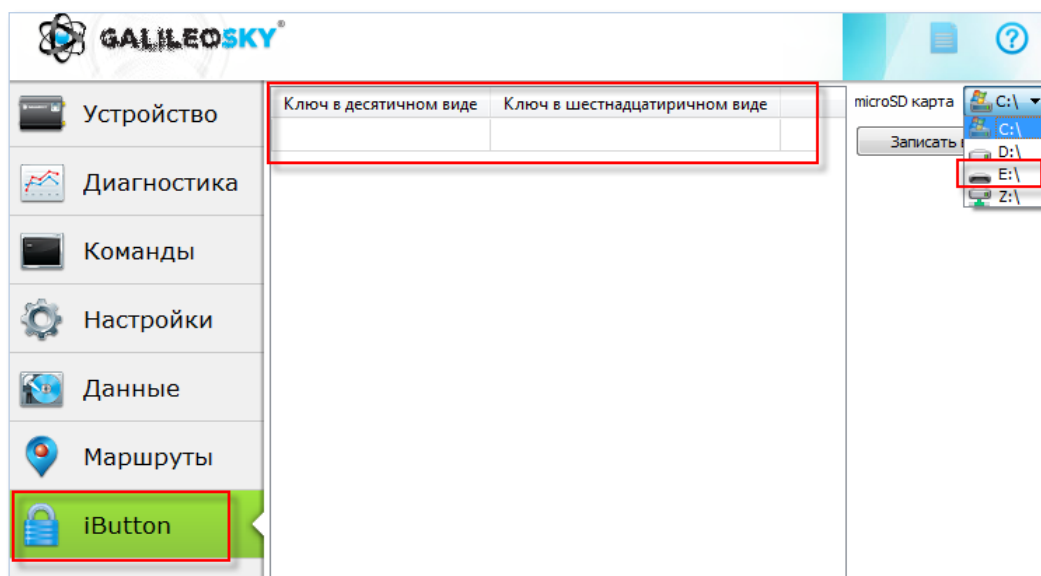 GALILEOSKY®
Устройство
Диагностика
Команды
Настройки
Данные
Маршруты
iButton
Ключ в десятичном виде Ключ в шестнадцатиричном виде
microSD карта C:\
C:\
Записать
D:\
E:\
Z:\